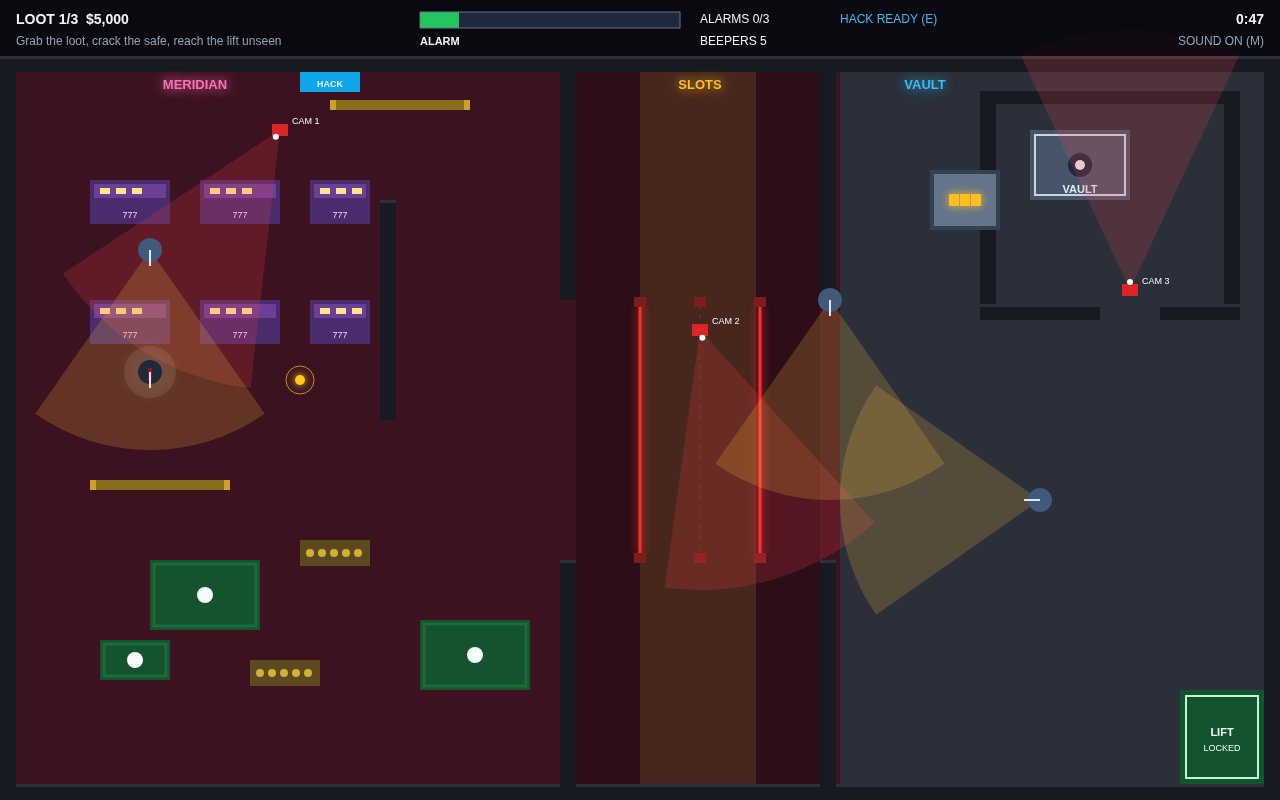 LOOT 1/3 $5,000
Grab the loot, crack the safe, reach the lift unseen
ALARM
ALARMS 0/3
BEEPERS 5
HACK READY (E)
0:47
SOUND ON (M)
MERIDIAN
HACK
SLOTS
VAULT
CAM 1
777
777
777
VAULT
CAM 3
777
777
777
CAM 2
LIFT
LOCKED